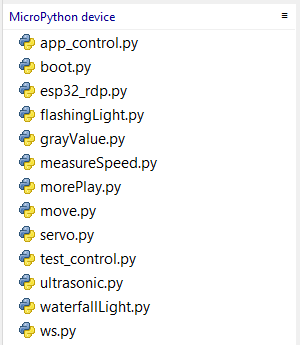 MicroPython device
app_control.py
boot.py
esp32_rdp.py
flashingLight.py
grayValue.py
measureSpeed.py
morePlay.py
move.py
servo.py
test_control.py
ultrasonic.py
waterfallLight.py
ws.py